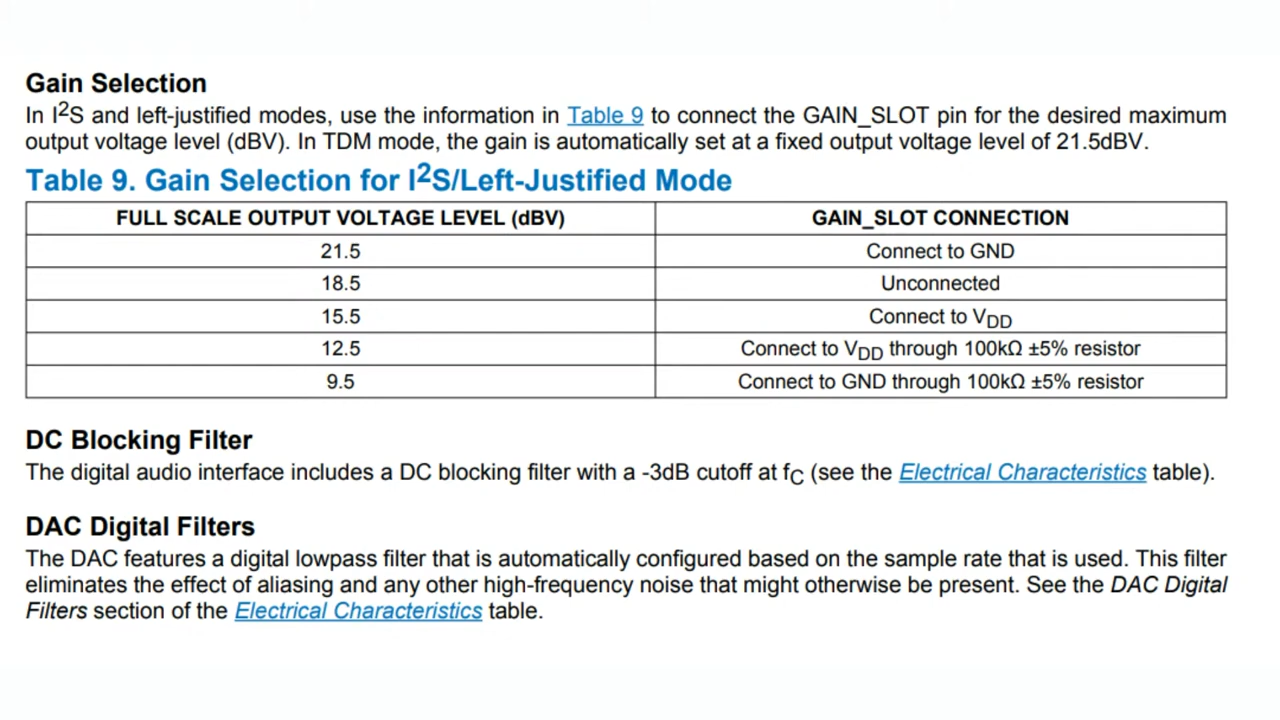 Gain Selection
In I²S and left-justified modes, use the information in Table 9 to connect the GAIN_SLOT pin for the desired maximum
output voltage level (dBV). In TDM mode, the gain is automatically set at a fixed output voltage level of 21.5dBV.
Table 9. Gain Selection for I²S/Left-Justified Mode
FULL SCALE OUTPUT VOLTAGE LEVEL (dBV) GAIN_SLOT CONNECTION
21.5 Connect to GND
18.5 Unconnected
15.5 Connect to VDD
12.5 Connect to VDD through 100kΩ ±5% resistor
9.5 Connect to GND through 100kΩ ±5% resistor
DC Blocking Filter
The digital audio interface includes a DC blocking filter with a -3dB cutoff at fC (see the Electrical Characteristics table).
DAC Digital Filters
The DAC features a digital lowpass filter that is automatically configured based on the sample rate that is used. This filter
eliminates the effect of aliasing and any other high-frequency noise that might otherwise be present. See the DAC Digital
Filters section of the Electrical Characteristics table.